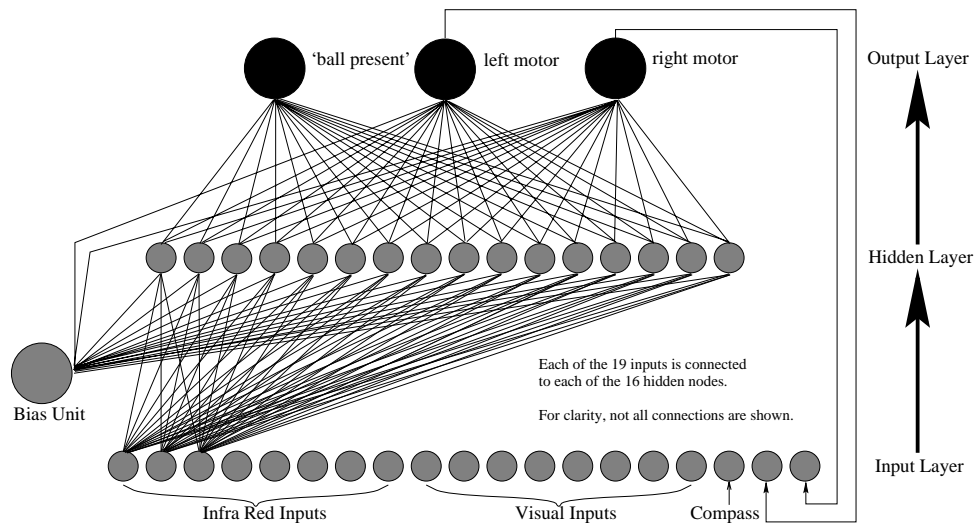 'ball present'
left motor
right motor
Output Layer
Hidden Layer
Each of the 19 inputs is connected
to each of the 16 hidden nodes.
Bias Unit
For clarity, not all connections are shown.
Input Layer
Infra Red Inputs
Visual Inputs
Compass